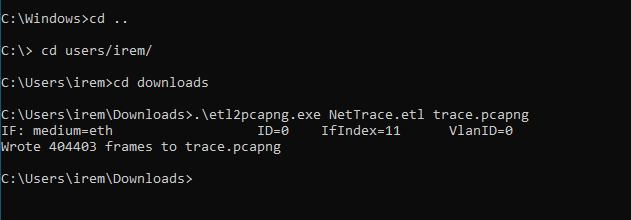 C:\Windows>cd ..
C:\> cd users/irem/
C:\Users\irem>cd downloads
C:\Users\irem\Downloads>.\etl2pcapng.exe NetTrace.etl trace.pcapng
IF: medium=eth                  ID=0    IfIndex=11      VlanID=0
Wrote 404403 frames to trace.pcapng
C:\Users\irem\Downloads>